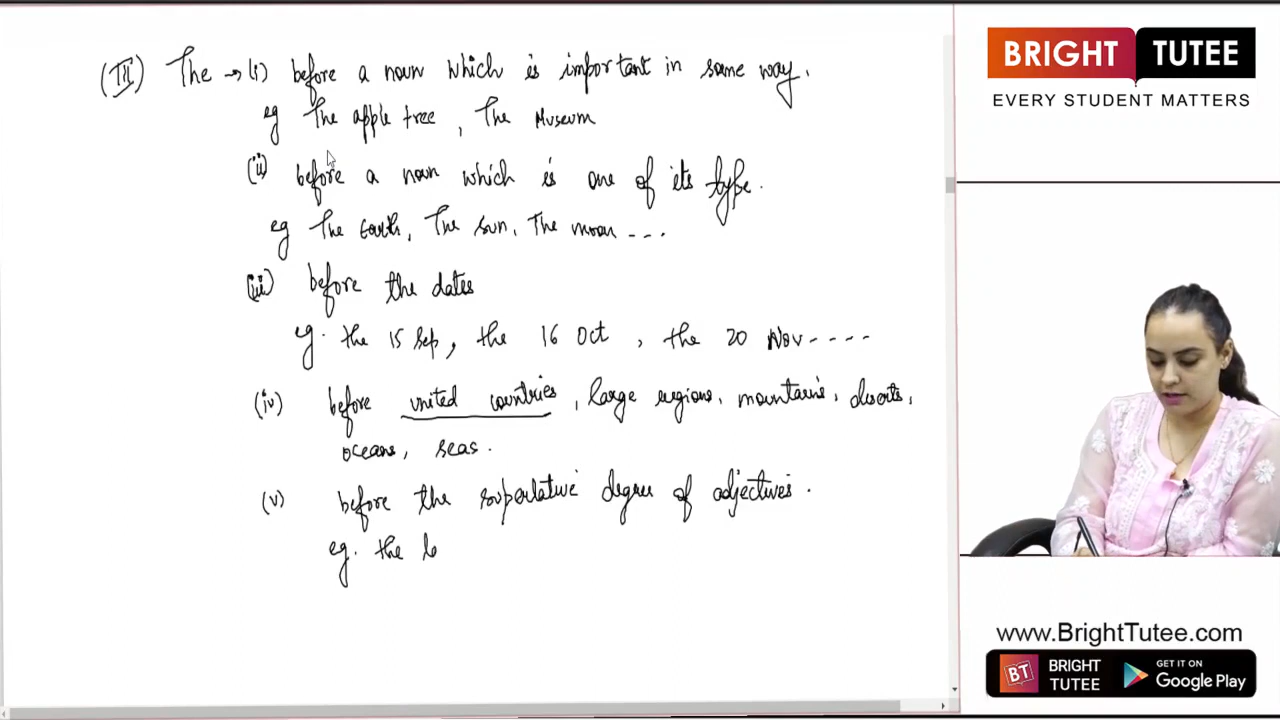 (III) The → (i) before a noun which is important in some way.
eg The apple tree, The Museum
(ii) before a noun which is one of its type.
eg The Earth, The sun, The moon ---
(iii) before the dates
eg. the 15 Sep, the 16 Oct, the 20 Nov----
(iv) before united countries, large regions, mountains, deserts,
oceans, seas.
(v) before the superlative degree of adjectives.
eg. the b
BRIGHT TUTEE
EVERY STUDENT MATTERS
www.BrightTutee.com
BT BRIGHT TUTEE
GET IT ON Google Play